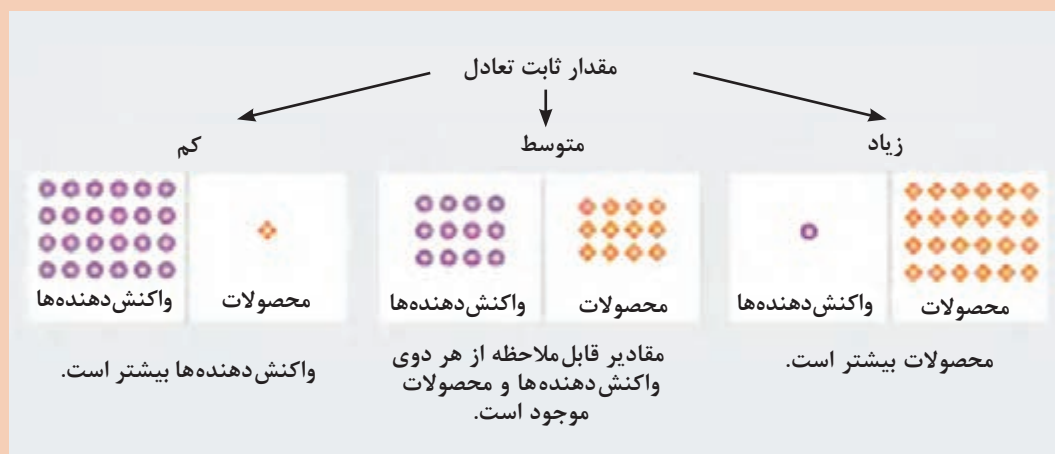 مقدار ثابت تعادل
زیاد
متوسط
کم
واکنش‌دهنده‌ها
محصولات
واکنش‌دهنده‌ها
محصولات
واکنش‌دهنده‌ها
محصولات
محصولات بیشتر است.
مقادیر قابل‌ملاحظه از هر دوی
واکنش‌دهنده‌ها و محصولات
موجود است.
واکنش‌دهنده‌ها بیشتر است.